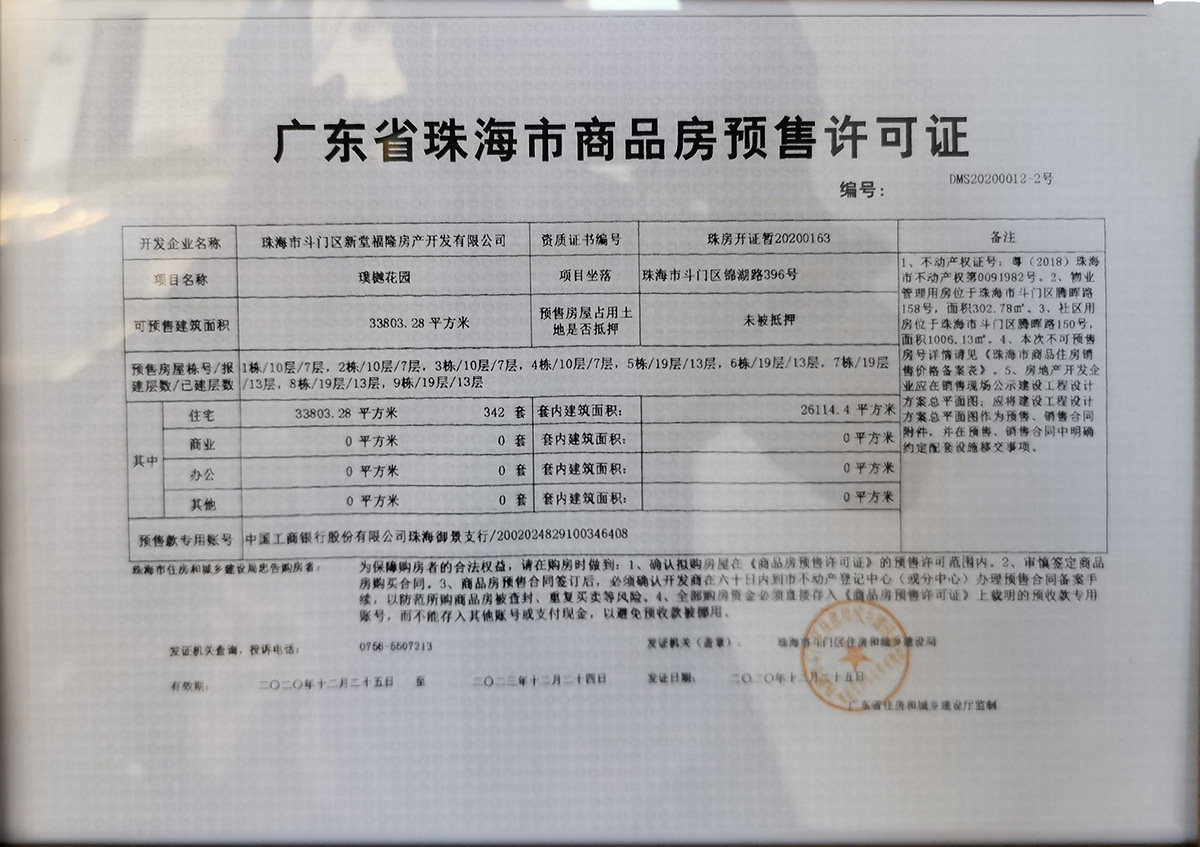 广东省珠海市商品房预售许可证
编号： DMS20200012-2号
开发企业名称 珠海市斗门区新堂福隆房产开发有限公司 资质证书编号 珠房开证暂20200163 备注
项目名称 璞樾花园 项目坐落 珠海市斗门区锦湖路396号
可预售建筑面积 33803.28 平方米 预售房屋占用土
地是否抵押 未被抵押
预售房屋栋号/报
建层数/已建层数
1栋/10层/7层，2栋/10层/7层，3栋/10层/7层，4栋/10层/7层，5栋/19层/13层，6栋/19层/13层，7栋/19层
/13层，8栋/19层/13层，9栋/19层/13层
其中
住宅 33803.28 平方米 342 套 套内建筑面积： 26114.4 平方米
商业 0 平方米 0 套 套内建筑面积： 0 平方米
办公 0 平方米 0 套 套内建筑面积： 0 平方米
其他 0 平方米 0 套 套内建筑面积： 0 平方米
预售款专用账号 中国工商银行股份有限公司珠海御景支行/2002024829100346408
1、不动产权证号：粤（2018）珠海
市不动产权第0091982号。2、物业
管理用房位于珠海市斗门区腾晖路
158号，面积302.78㎡。3、社区用
房位于珠海市斗门区腾晖路150号，
面积1006.13㎡。4、本次不可预售
房号详情请见《珠海市商品住房销
售价格备案表》。5、房地产开发企
业应在销售现场公示建设工程设计
方案总平面图；应将建设工程设计
方案总平面图作为预售、销售合同
附件，并在预售、销售合同中明确
约定配套设施移交事项。
珠海市住房和城乡建设局忠告购房者： 为保障购房者的合法权益，请在购房时做到：1、确认拟购房屋在《商品房预售许可证》的预售许可范围内。2、审慎签定商品
房购买合同。3、商品房预售合同签订后，必须确认开发商在六十日内到市不动产登记中心（或分中心）办理预售合同备案手
续，以防范所购商品房被查封、重复买卖等风险。4、全部购房资金必须直接存入《商品房预售许可证》上载明的预收款专用
账号，而不能存入其他账号或支付现金，以避免预收款被挪用。
发证机关查询，投诉电话： 0756-5507213 发证机关（盖章）： 珠海市斗门区住房和城乡建设局
有效期： 二〇二〇年十二月二十五日 至 二〇二三年十二月二十四日 发证日期： 二〇二〇年十二月二十五日
广东省住房和城乡建设厅监制